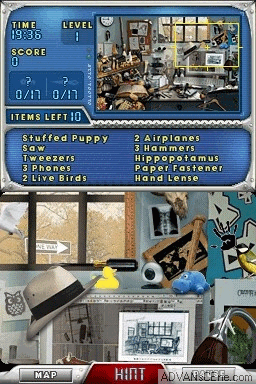 TIME
19:36
LEVEL
1
SCORE
0
0/17
0/17
ITEMS LEFT 10
Stuffed Puppy
2 Airplanes
Saw
3 Hammers
Tweezers
Hippopotamus
3 Phones
Paper Fastener
2 Live Birds
Hand Lense
ONE WAY
MAP
HINT
ADVANSCeNe.com